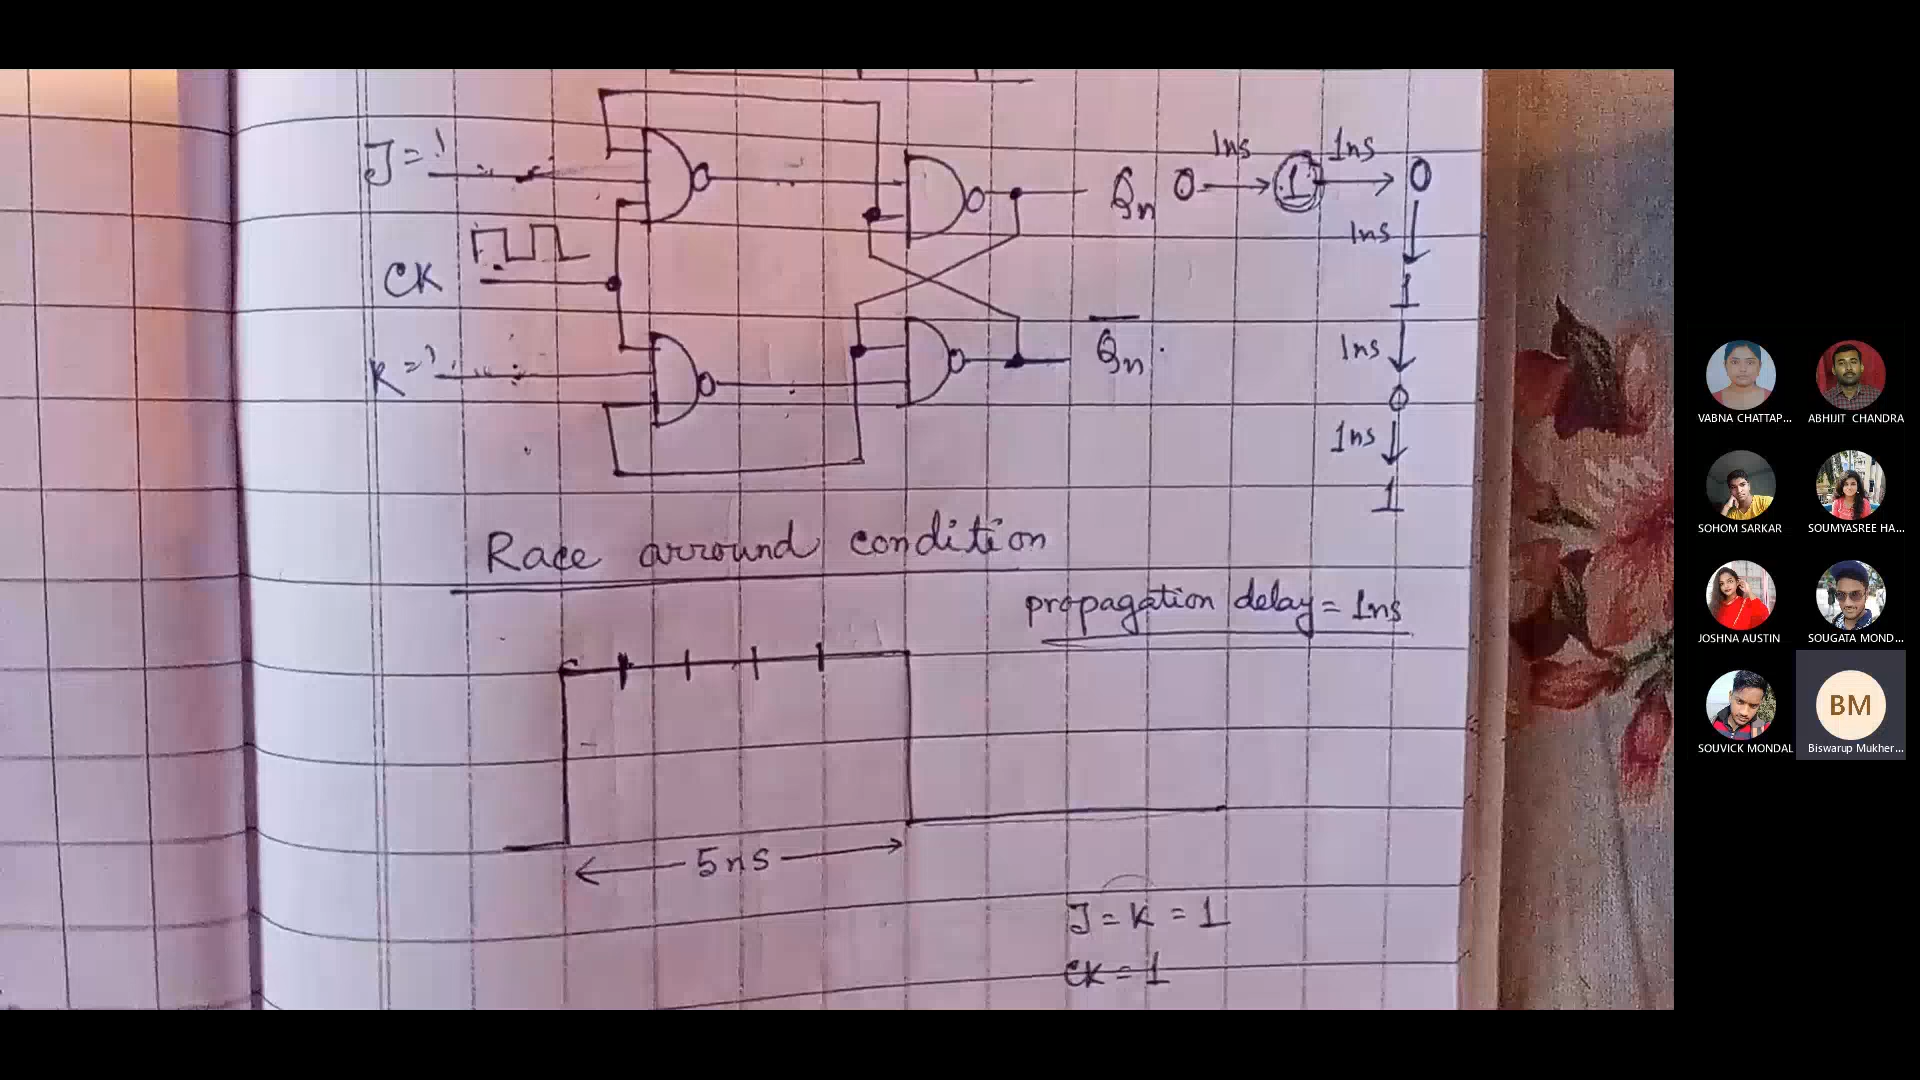 J = 1
CK
K = 1
Qn 0 → 1 → 0
1ns 1ns
1ns
1
1ns
0
1ns
1
Qn
Race arround condition
propagation delay = 1ns
5ns
J = K = 1
CK = 1
VABNA CHATTAP...
ABHIJIT CHANDRA
SOHOM SARKAR
SOUMYASREE HA...
JOSHNA AUSTIN
SOUGATA MOND...
SOUVICK MONDAL
BM
Biswarup Mukher...